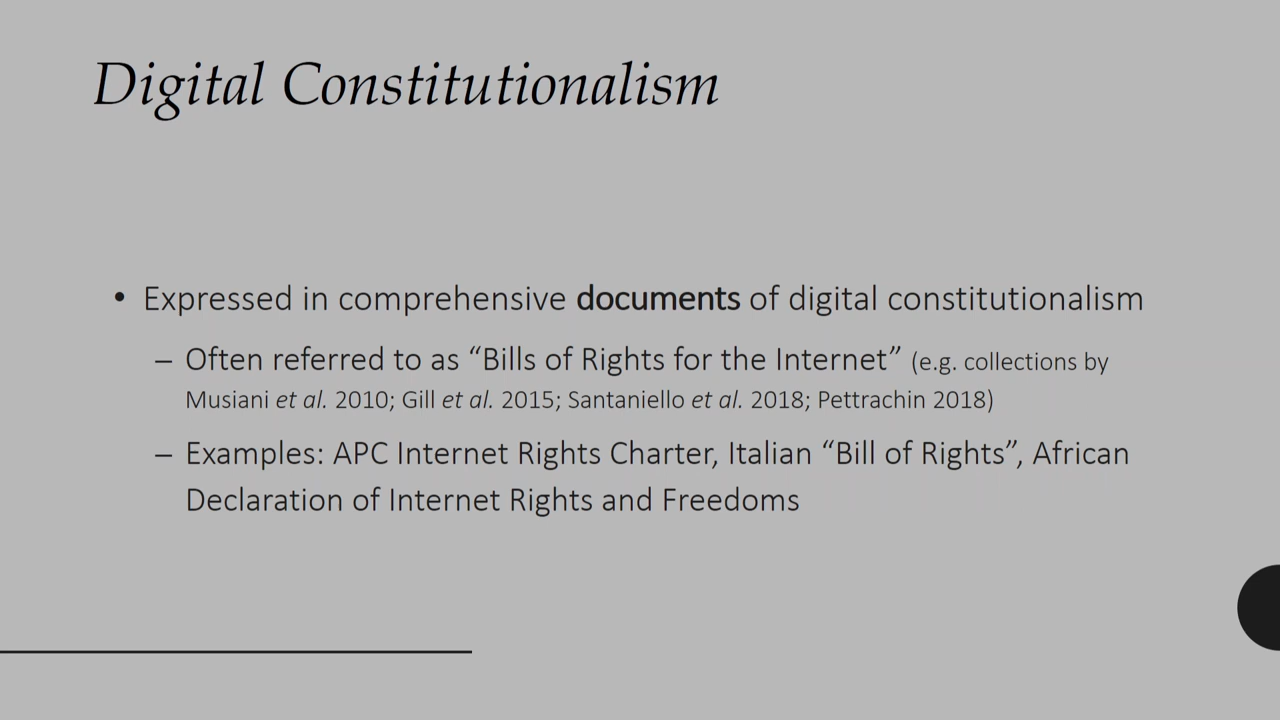 Digital Constitutionalism
• Expressed in comprehensive documents of digital constitutionalism
– Often referred to as “Bills of Rights for the Internet” (e.g. collections by
Musiani et al. 2010; Gill et al. 2015; Santaniello et al. 2018; Pettrachin 2018)
– Examples: APC Internet Rights Charter, Italian “Bill of Rights”, African
Declaration of Internet Rights and Freedoms